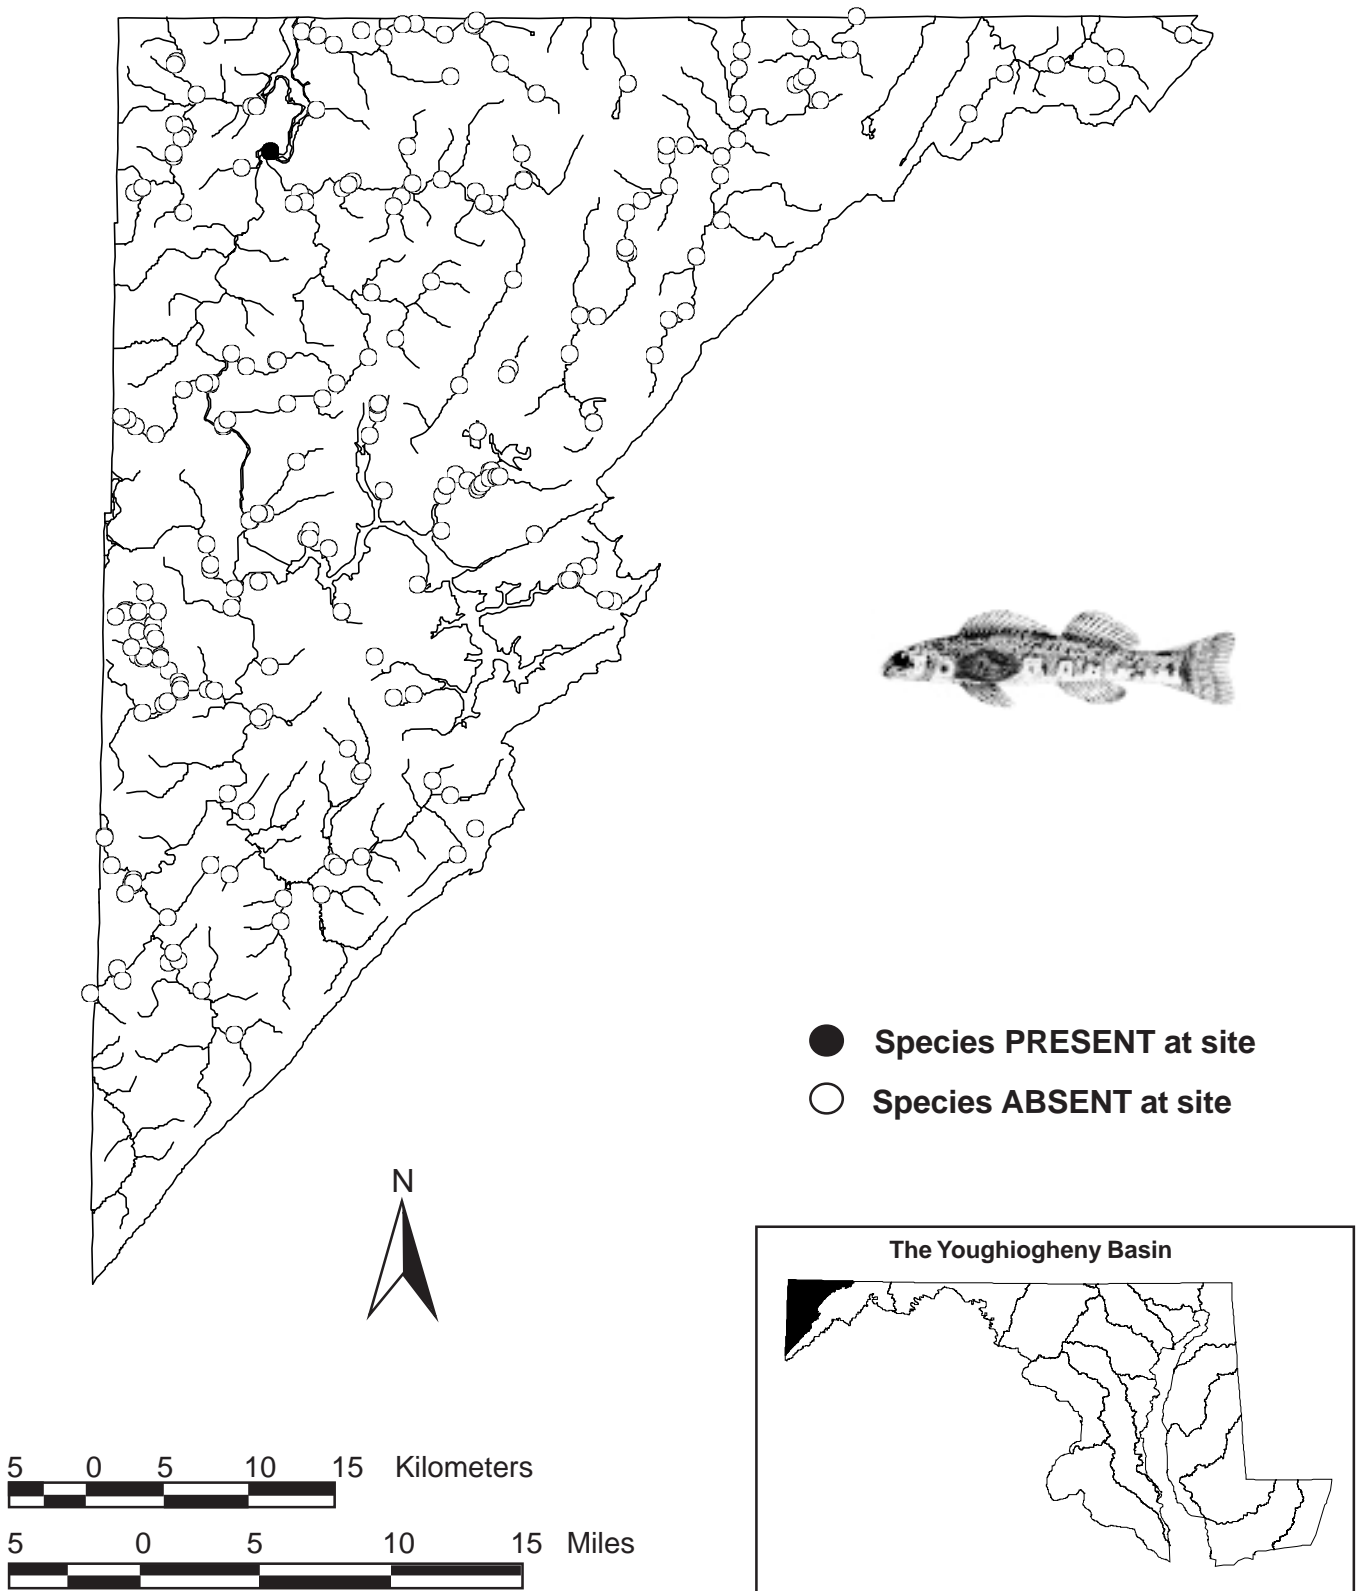 Species PRESENT at site
Species ABSENT at site
N
The Youghiogheny Basin
5 0 5 10 15 Kilometers
5 0 5 10 15 Miles